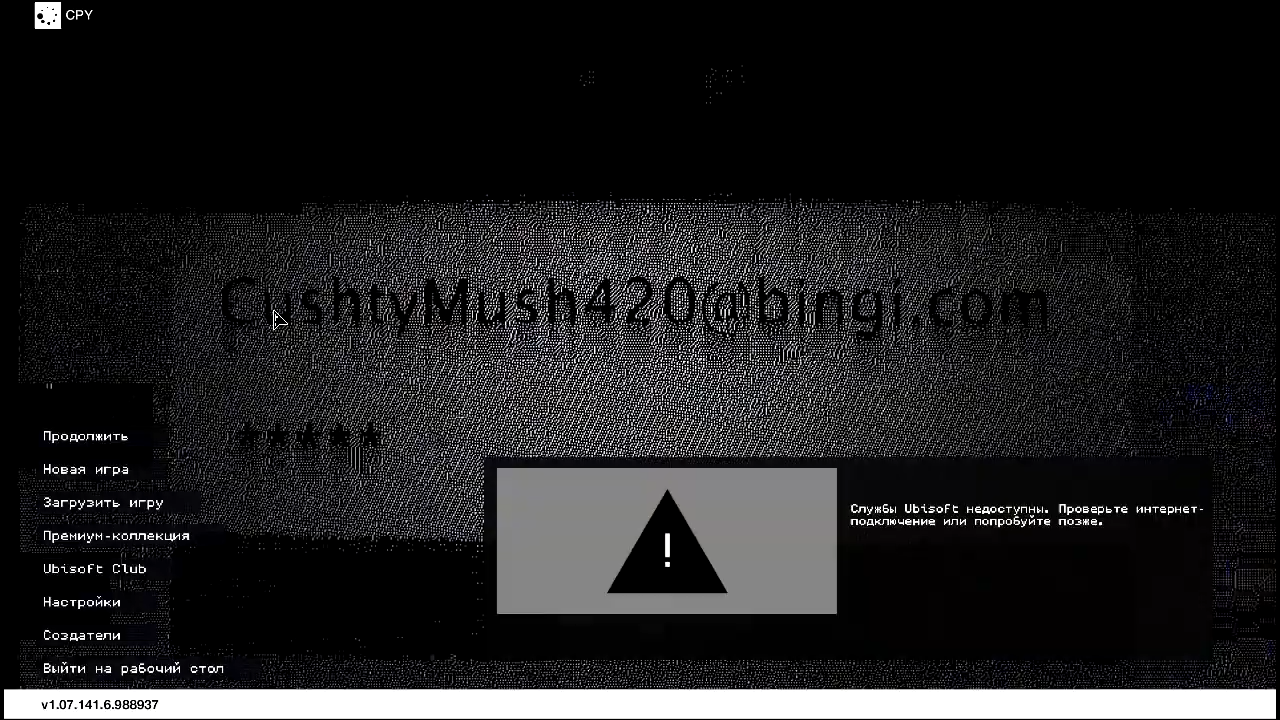 CPY
CushtyMush420@bingi.com
*****
Продолжить
Новая игра
Загрузить игру
Премиум-коллекция
Ubisoft Club
Настройки
Создатели
Выйти на рабочий стол
!
Службы Ubisoft недоступны. Проверьте интернет-
подключение или попробуйте позже.
v1.07.141.6.988937